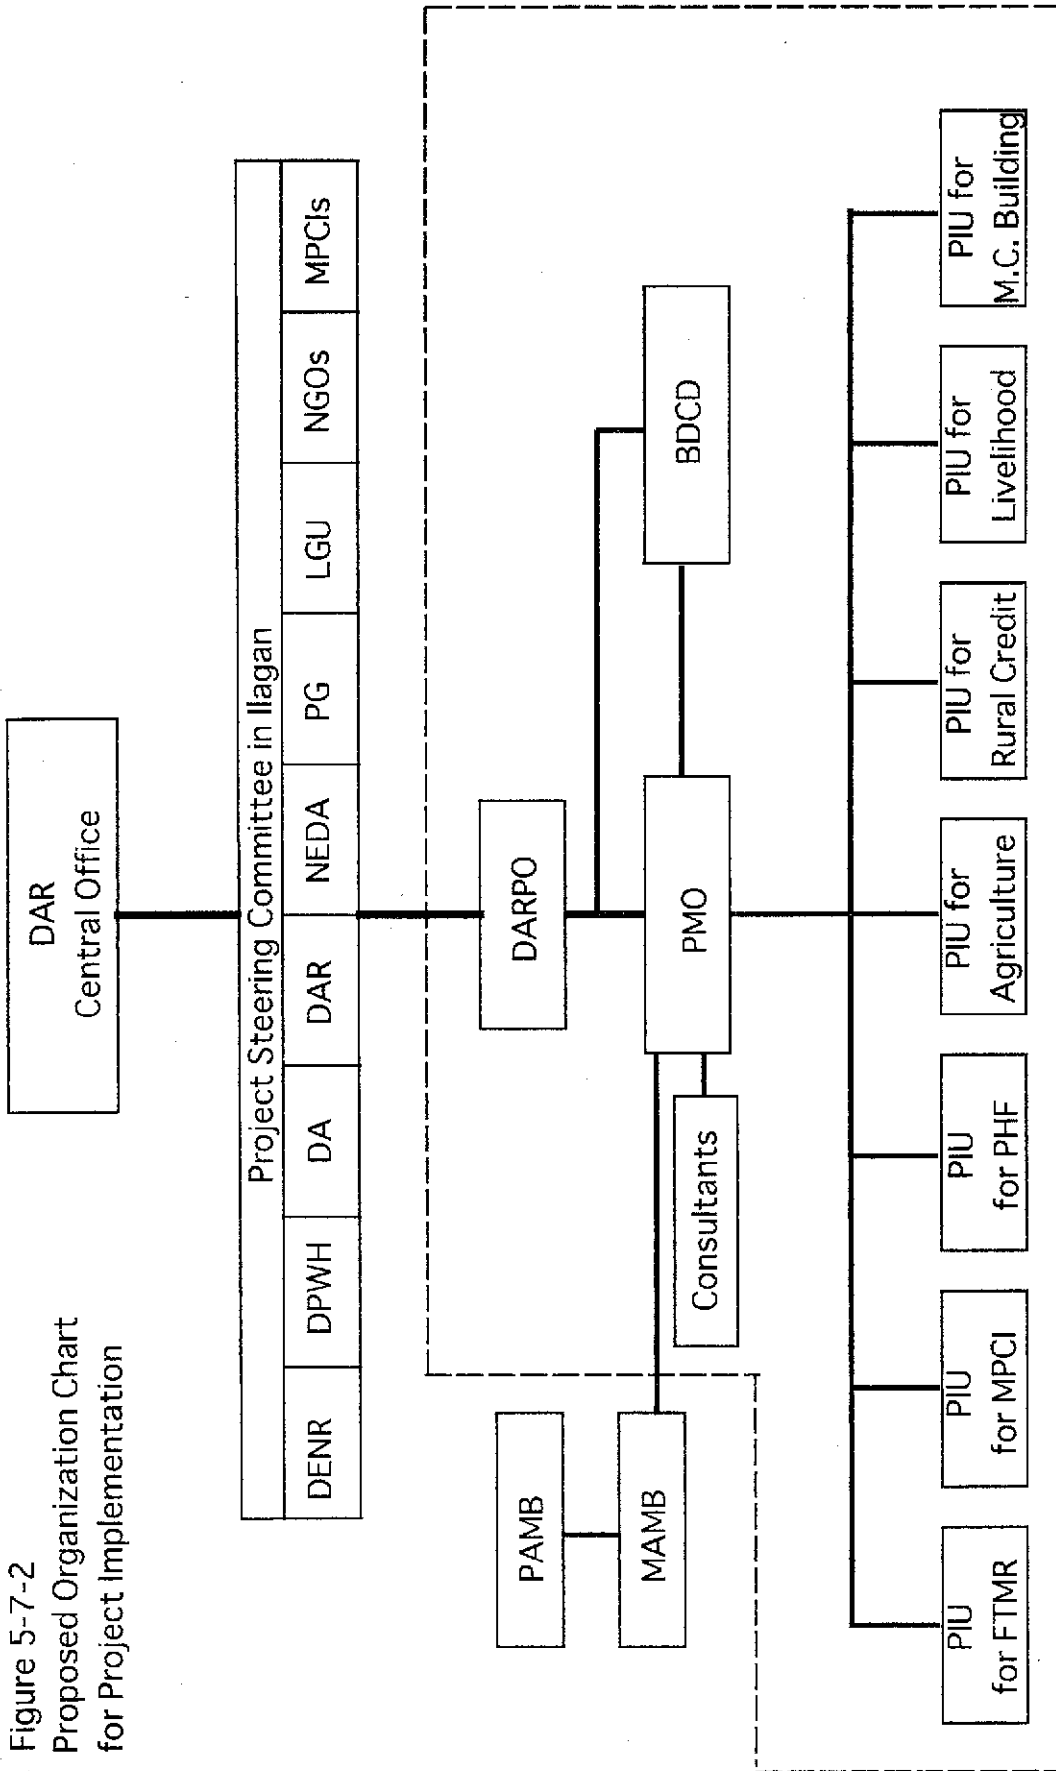 Figure 5-7-2
Proposed Organization Chart
for Project Implementation
DAR
Central Office
Project Steering Committee in Ilagan
DENR
DPWH
DA
DAR
NEDA
PG
LGU
NGOs
MPCIs
PAMB
DARPO
MAMB
PMO
BDCD
Consultants
PIU
for FTMR
PIU
for MPCI
PIU
for PHF
PIU for
Agriculture
PIU for
Rural Credit
PIU for
Livelihood
PIU for
M.C. Building